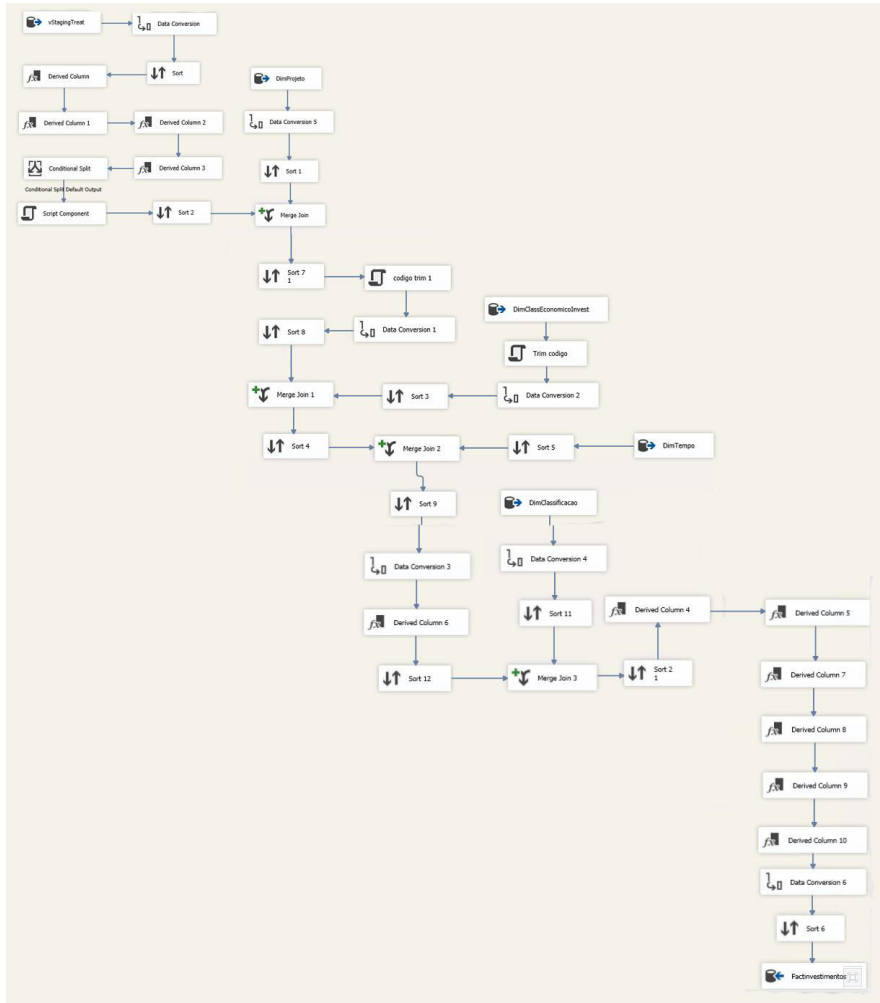 vStagingTreat
Data Conversion
Derived Column
Sort
DimProjeto
Derived Column 1
Derived Column 2
Data Conversion 5
Conditional Split
Derived Column 3
Sort 1
Conditional Split Default Output
Script Component
Sort 2
Merge Join
Sort 7
1
codigo trim 1
DimClassEconomicoInvest
Sort 8
Data Conversion 1
Trim codigo
Merge Join 1
Sort 3
Data Conversion 2
Sort 4
Merge Join 2
Sort 5
DimTempo
Sort 9
DimClassificacao
Data Conversion 3
Data Conversion 4
Derived Column 6
Sort 11
Derived Column 4
Derived Column 5
Sort 12
Merge Join 3
Sort 2
1
Derived Column 7
Derived Column 8
Derived Column 9
Derived Column 10
Data Conversion 6
Sort 6
Factinvestimentos